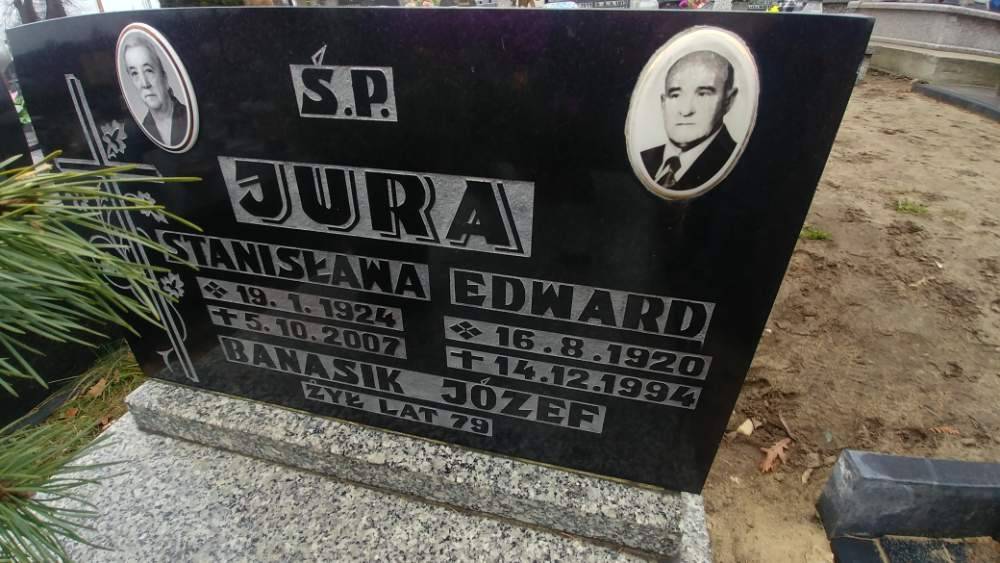 Ś.P.
JURA
STANISŁAWA
19.1.1924
5.10.2007
EDWARD
16.8.1920
14.12.1994
BANASIK JÓZEF
ŻYŁ LAT 79